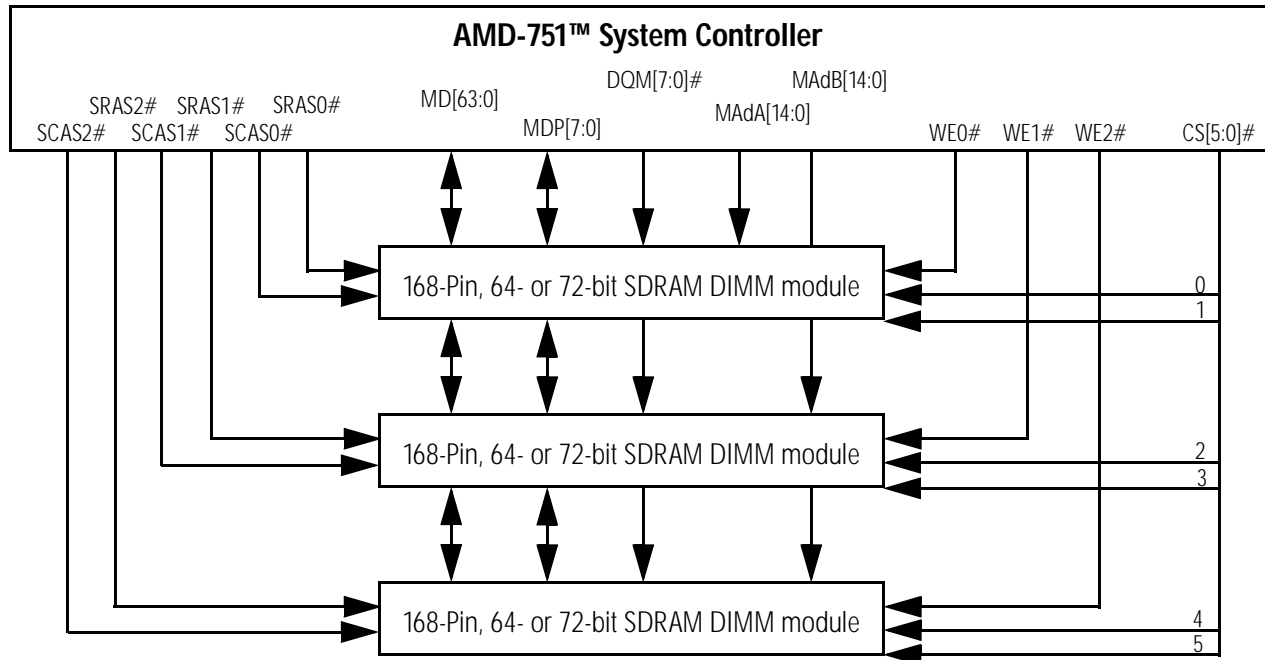 AMD-751™ System Controller
DQM[7:0]# MAdB[14:0]
SRAS2# SRAS1# SRAS0# MD[63:0] MAdA[14:0]
SCAS2# SCAS1# SCAS0# MDP[7:0] WE0# WE1# WE2# CS[5:0]#
168-Pin, 64- or 72-bit SDRAM DIMM module
0
1
168-Pin, 64- or 72-bit SDRAM DIMM module
2
3
168-Pin, 64- or 72-bit SDRAM DIMM module
4
5